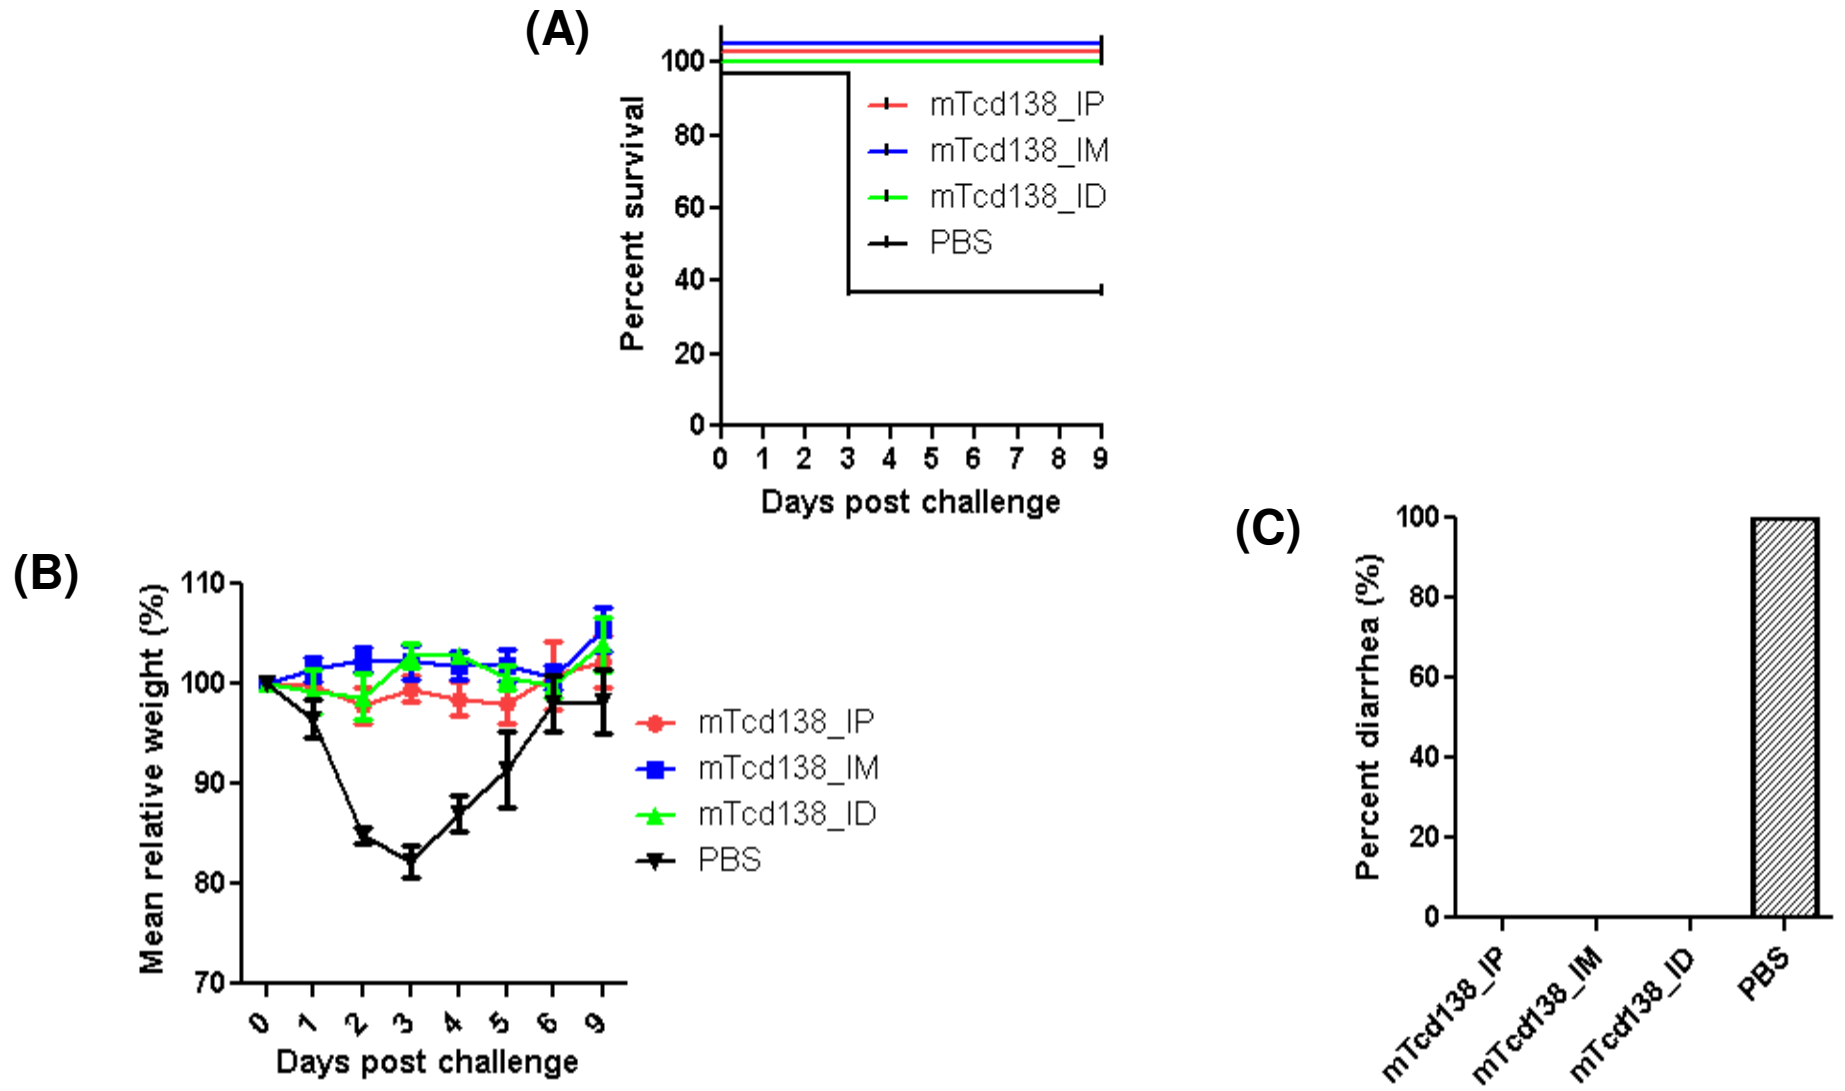 (A)
Percent survival
100
80
60
40
20
0
mTcd138_IP
mTcd138_IM
mTcd138_ID
PBS
0 1 2 3 4 5 6 7 8 9
Days post challenge
(B)
Mean relative weight (%)
110
100
90
80
70
0 1 2 3 4 5 6 9
Days post challenge
mTcd138_IP
mTcd138_IM
mTcd138_ID
PBS
(C)
Percent diarrhea (%)
100
80
60
40
20
0
mTcd138_IP
mTcd138_IM
mTcd138_ID
PBS